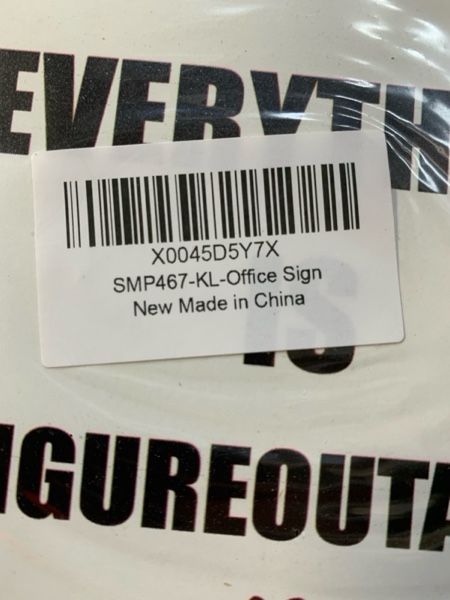 EVERYTH
X0045D5Y7X
SMP467-KL-Office Sign
New Made in China
IS
IGUREOUTA